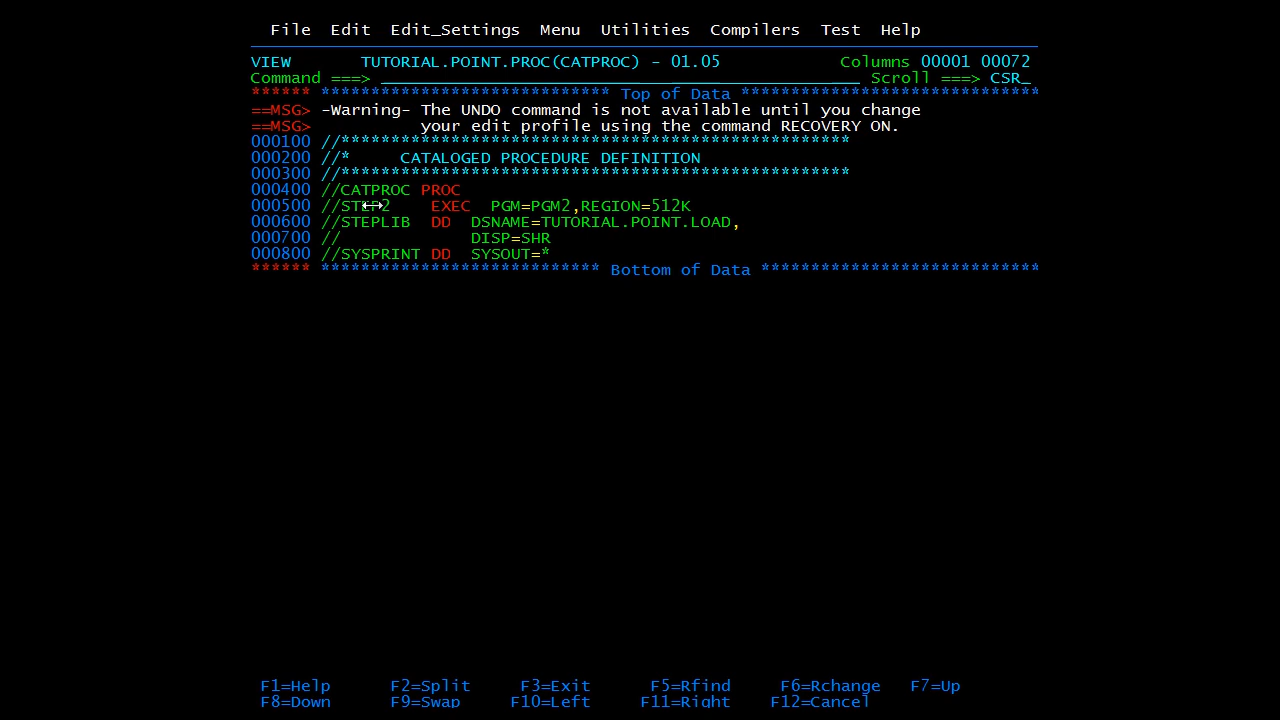 File  Edit  Edit_Settings  Menu  Utilities  Compilers  Test  Help
VIEW       TUTORIAL.POINT.PROC(CATPROC) - 01.05            Columns 00001 00072
Command ===> ________________________________________________ Scroll ===> CSR_
****** ***************************** Top of Data ******************************
==MSG> -Warning- The UNDO command is not available until you change
==MSG>           your edit profile using the command RECOVERY ON.
000100 //***************************************************
000200 //*     CATALOGED PROCEDURE DEFINITION
000300 //***************************************************
000400 //CATPROC PROC
000500 //STEP2    EXEC  PGM=PGM2,REGION=512K
000600 //STEPLIB  DD  DSNAME=TUTORIAL.POINT.LOAD,
000700 //             DISP=SHR
000800 //SYSPRINT DD  SYSOUT=*
****** **************************** Bottom of Data ****************************
F1=Help      F2=Split     F3=Exit      F5=Rfind     F6=Rchange   F7=Up
F8=Down      F9=Swap     F10=Left     F11=Right    F12=Cancel